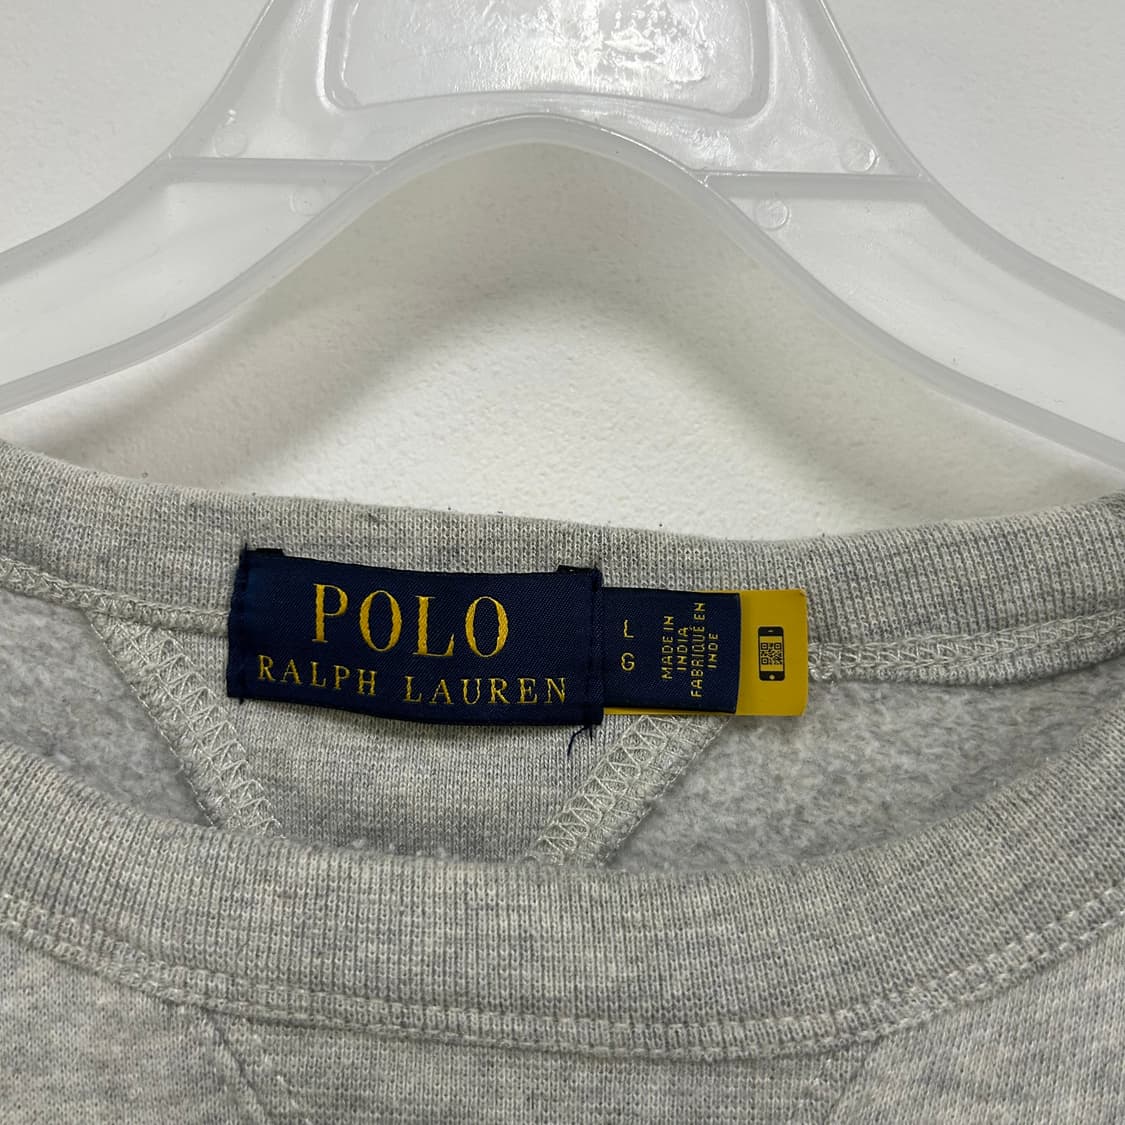 POLO
RALPH LAUREN
L
G
MADE IN
INDIA
FABRIQUÉ EN
INDE